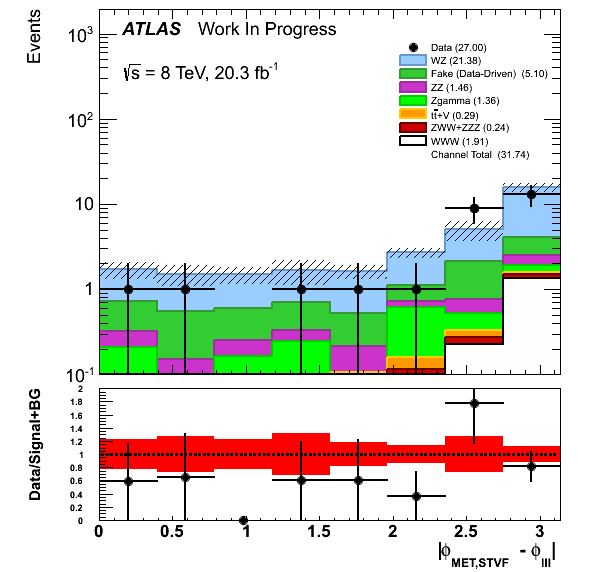 Events
ATLAS Work In Progress
√s = 8 TeV, 20.3 fb⁻¹
Data (27.00)
WZ (21.38)
Fake (Data-Driven) (5.10)
ZZ (1.46)
Zgamma (1.36)
tt̄+V (0.29)
ZWW+ZZZ (0.24)
WWW (1.91)
Channel Total (31.74)
10³
10²
10
1
10⁻¹
Data/Signal+BG
2
1.8
1.6
1.4
1.2
1
0.8
0.6
0.4
0.2
0
0 0.5 1 1.5 2 2.5 3
|ϕMET,STVF - ϕlll|